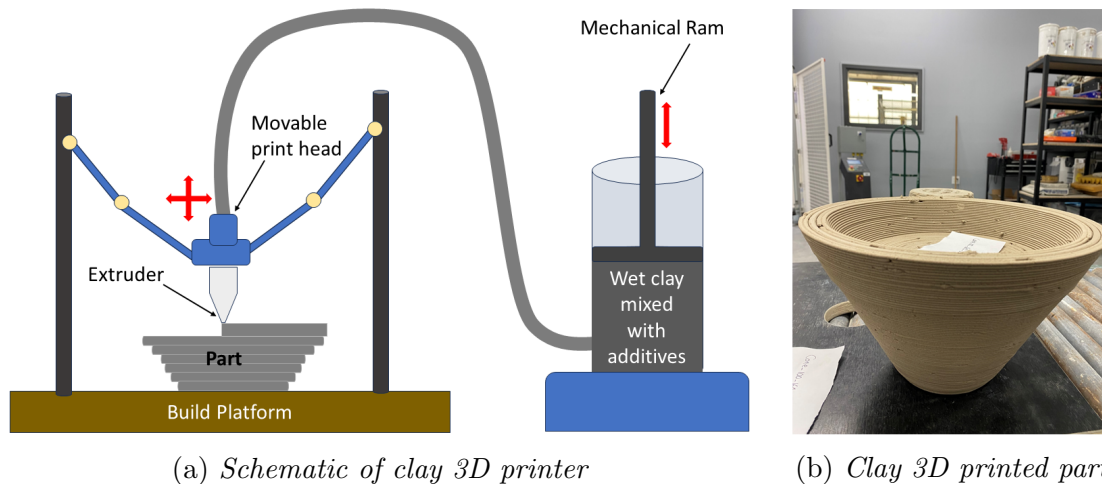 Mechanical Ram
Movable
print head
Extruder
Part
Build Platform
Wet clay
mixed
with
additives
(a) Schematic of clay 3D printer
(b) Clay 3D printed part